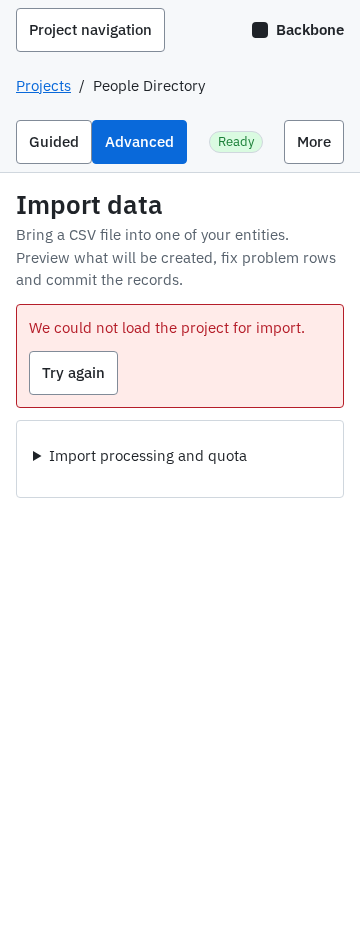 Project navigation
Backbone
Projects / People Directory
Guided
Advanced
Ready
More
Import data
Bring a CSV file into one of your entities.
Preview what will be created, fix problem rows
and commit the records.
We could not load the project for import.
Try again
Import processing and quota